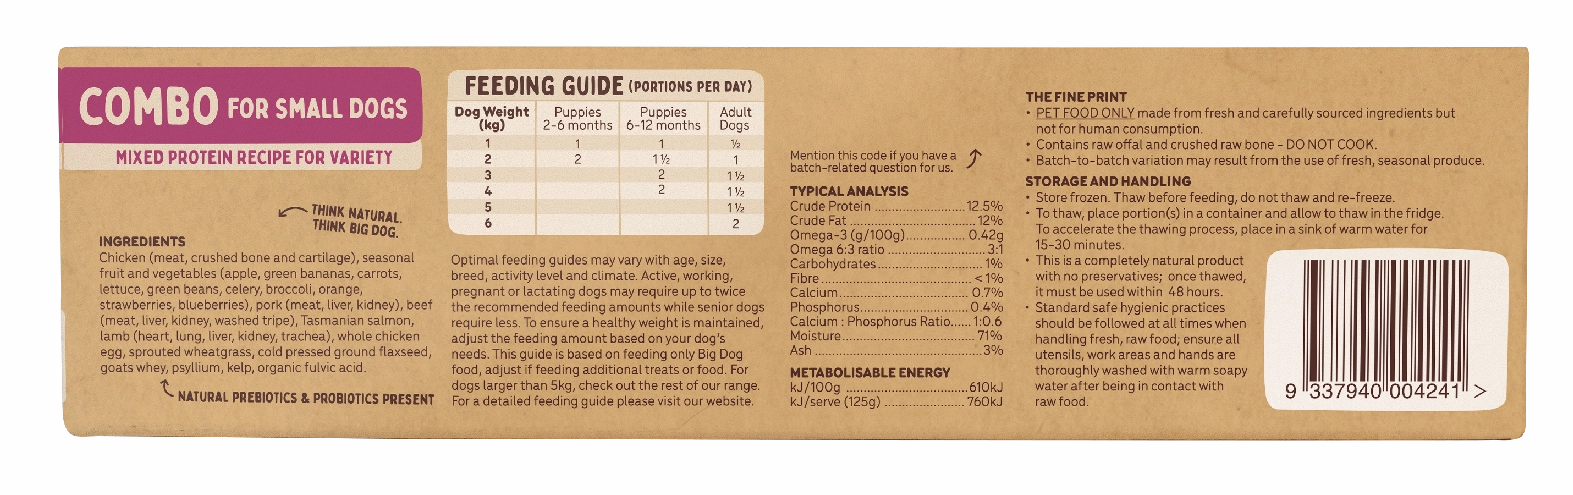 COMBO FOR SMALL DOGS
MIXED PROTEIN RECIPE FOR VARIETY
THINK NATURAL.
THINK BIG DOG.
INGREDIENTS
Chicken (meat, crushed bone and cartilage), seasonal
fruit and vegetables (apple, green bananas, carrots,
lettuce, green beans, celery, broccoli, orange,
strawberries, blueberries), pork (meat, liver, kidney), beef
(meat, liver, kidney, washed tripe), Tasmanian salmon,
lamb (heart, lung, liver, kidney, trachea), whole chicken
egg, sprouted wheatgrass, cold pressed ground flaxseed,
goats whey, psyllium, kelp, organic fulvic acid.
NATURAL PREBIOTICS & PROBIOTICS PRESENT
FEEDING GUIDE (PORTIONS PER DAY)
Dog Weight (kg) Puppies 2-6 months Puppies 6-12 months Adult Dogs
1 1 1 ½
2 2 1½ 1
3 2 1½
4 2 1½
5 1½
6 2
Optimal feeding guides may vary with age, size,
breed, activity level and climate. Active, working,
pregnant or lactating dogs may require up to twice
the recommended feeding amounts while senior dogs
require less. To ensure a healthy weight is maintained,
adjust the feeding amount based on your dog's
needs. This guide is based on feeding only Big Dog
food, adjust if feeding additional treats or food. For
dogs larger than 5kg, check out the rest of our range.
For a detailed feeding guide please visit our website.
Mention this code if you have a
batch-related question for us.
TYPICAL ANALYSIS
Crude Protein ............................ 12.5%
Crude Fat ..................................... 12%
Omega-3 (g/100g).................. 0.42g
Omega 6:3 ratio .............................. 3:1
Carbohydrates............................... 1%
Fibre............................................. <1%
Calcium........................................ 0.7%
Phosphorus.................................. 0.4%
Calcium : Phosphorus Ratio...... 1:0.6
Moisture........................................ 71%
Ash ................................................ 3%
METABOLISABLE ENERGY
kJ/100g ..................................... 610kJ
kJ/serve (125g) ........................ 760kJ
THE FINE PRINT
• PET FOOD ONLY made from fresh and carefully sourced ingredients but
not for human consumption.
• Contains raw offal and crushed raw bone - DO NOT COOK.
• Batch-to-batch variation may result from the use of fresh, seasonal produce.
STORAGE AND HANDLING
• Store frozen. Thaw before feeding, do not thaw and re-freeze.
• To thaw, place portion(s) in a container and allow to thaw in the fridge.
To accelerate the thawing process, place in a sink of warm water for
15-30 minutes.
• This is a completely natural product
with no preservatives; once thawed,
it must be used within 48 hours.
• Standard safe hygienic practices
should be followed at all times when
handling fresh, raw food; ensure all
utensils, work areas and hands are
thoroughly washed with warm soapy
water after being in contact with
raw food.
9 337940 004241 >